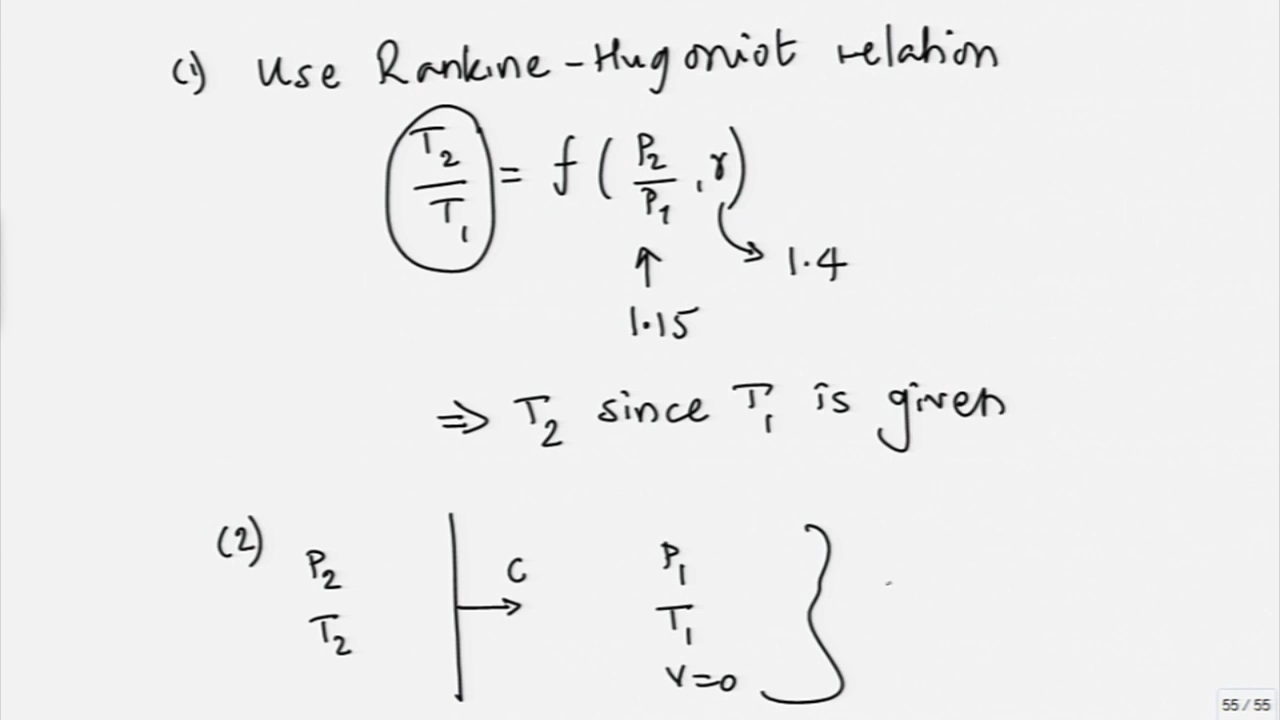 (1) Use Rankine-Hugoniot relation
T2/T1 = f(P2/P1, γ)
1.4
1.15
⇒ T2 since T1 is given
(2) P2 C P1
T2 T1
V=0
55 / 55